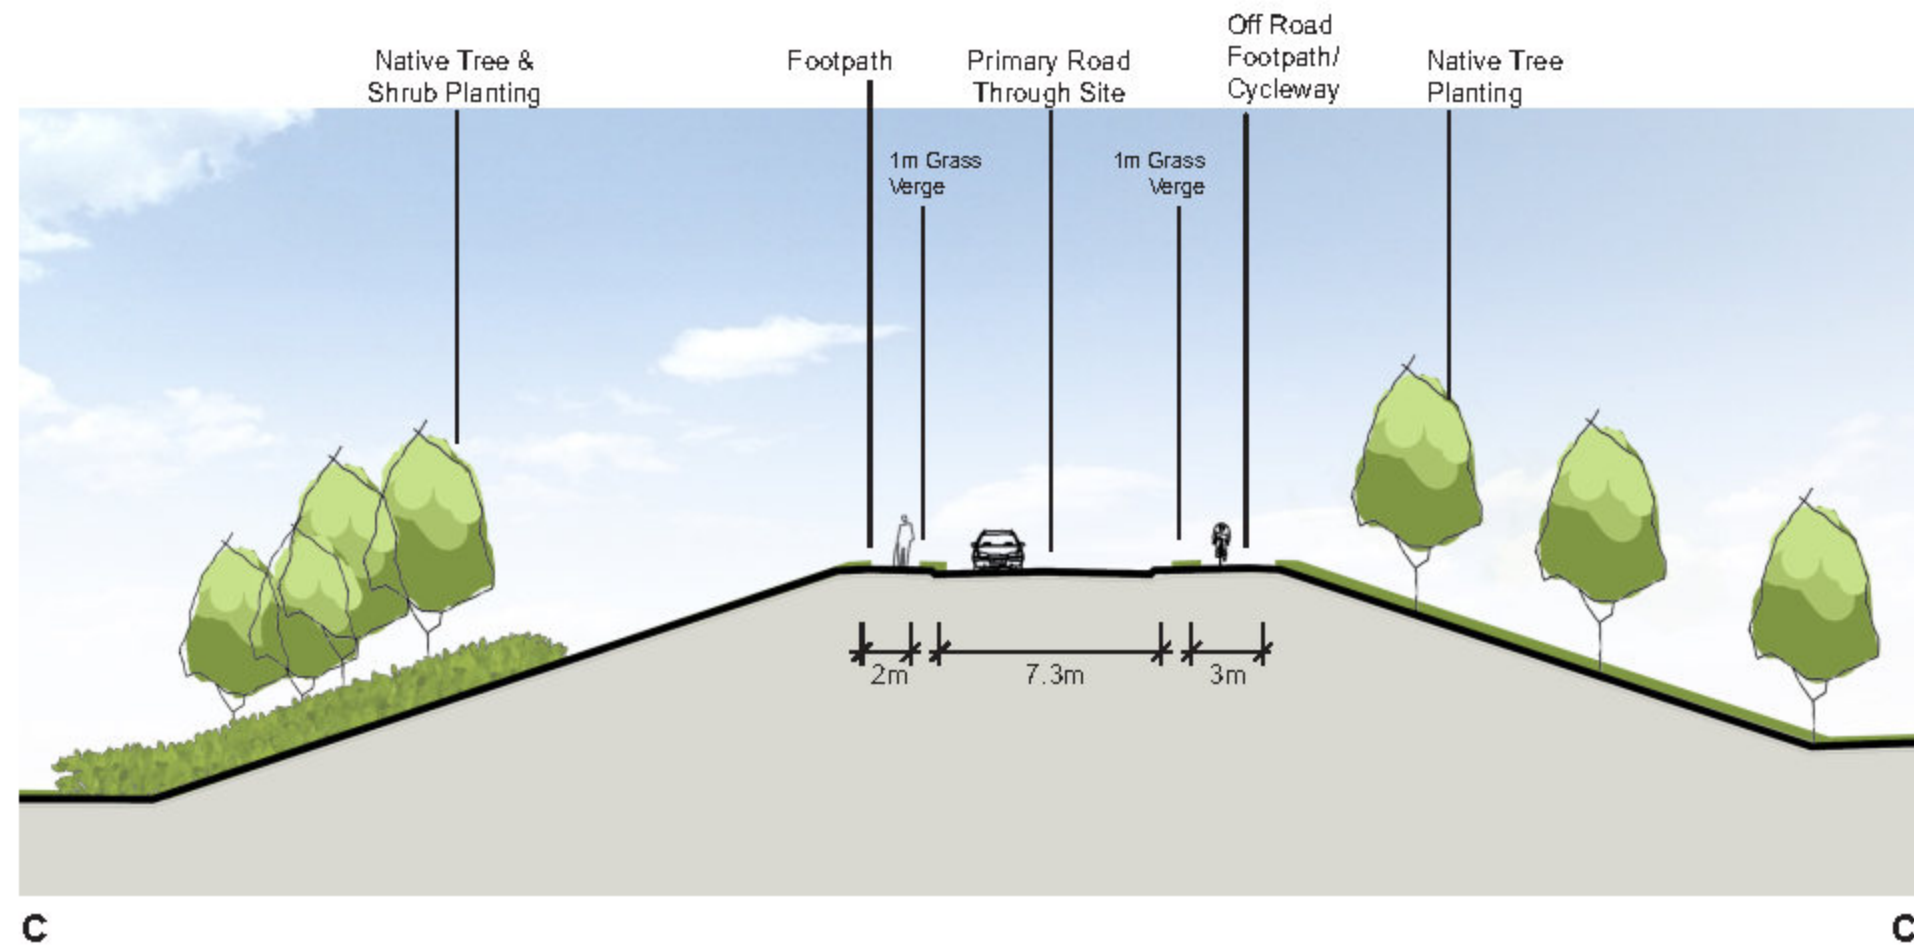 Native Tree &
Shrub Planting
Footpath
Primary Road
Through Site
Off Road
Footpath/
Cycleway
Native Tree
Planting
1m Grass
Verge
1m Grass
Verge
2m
7.3m
3m
C
C